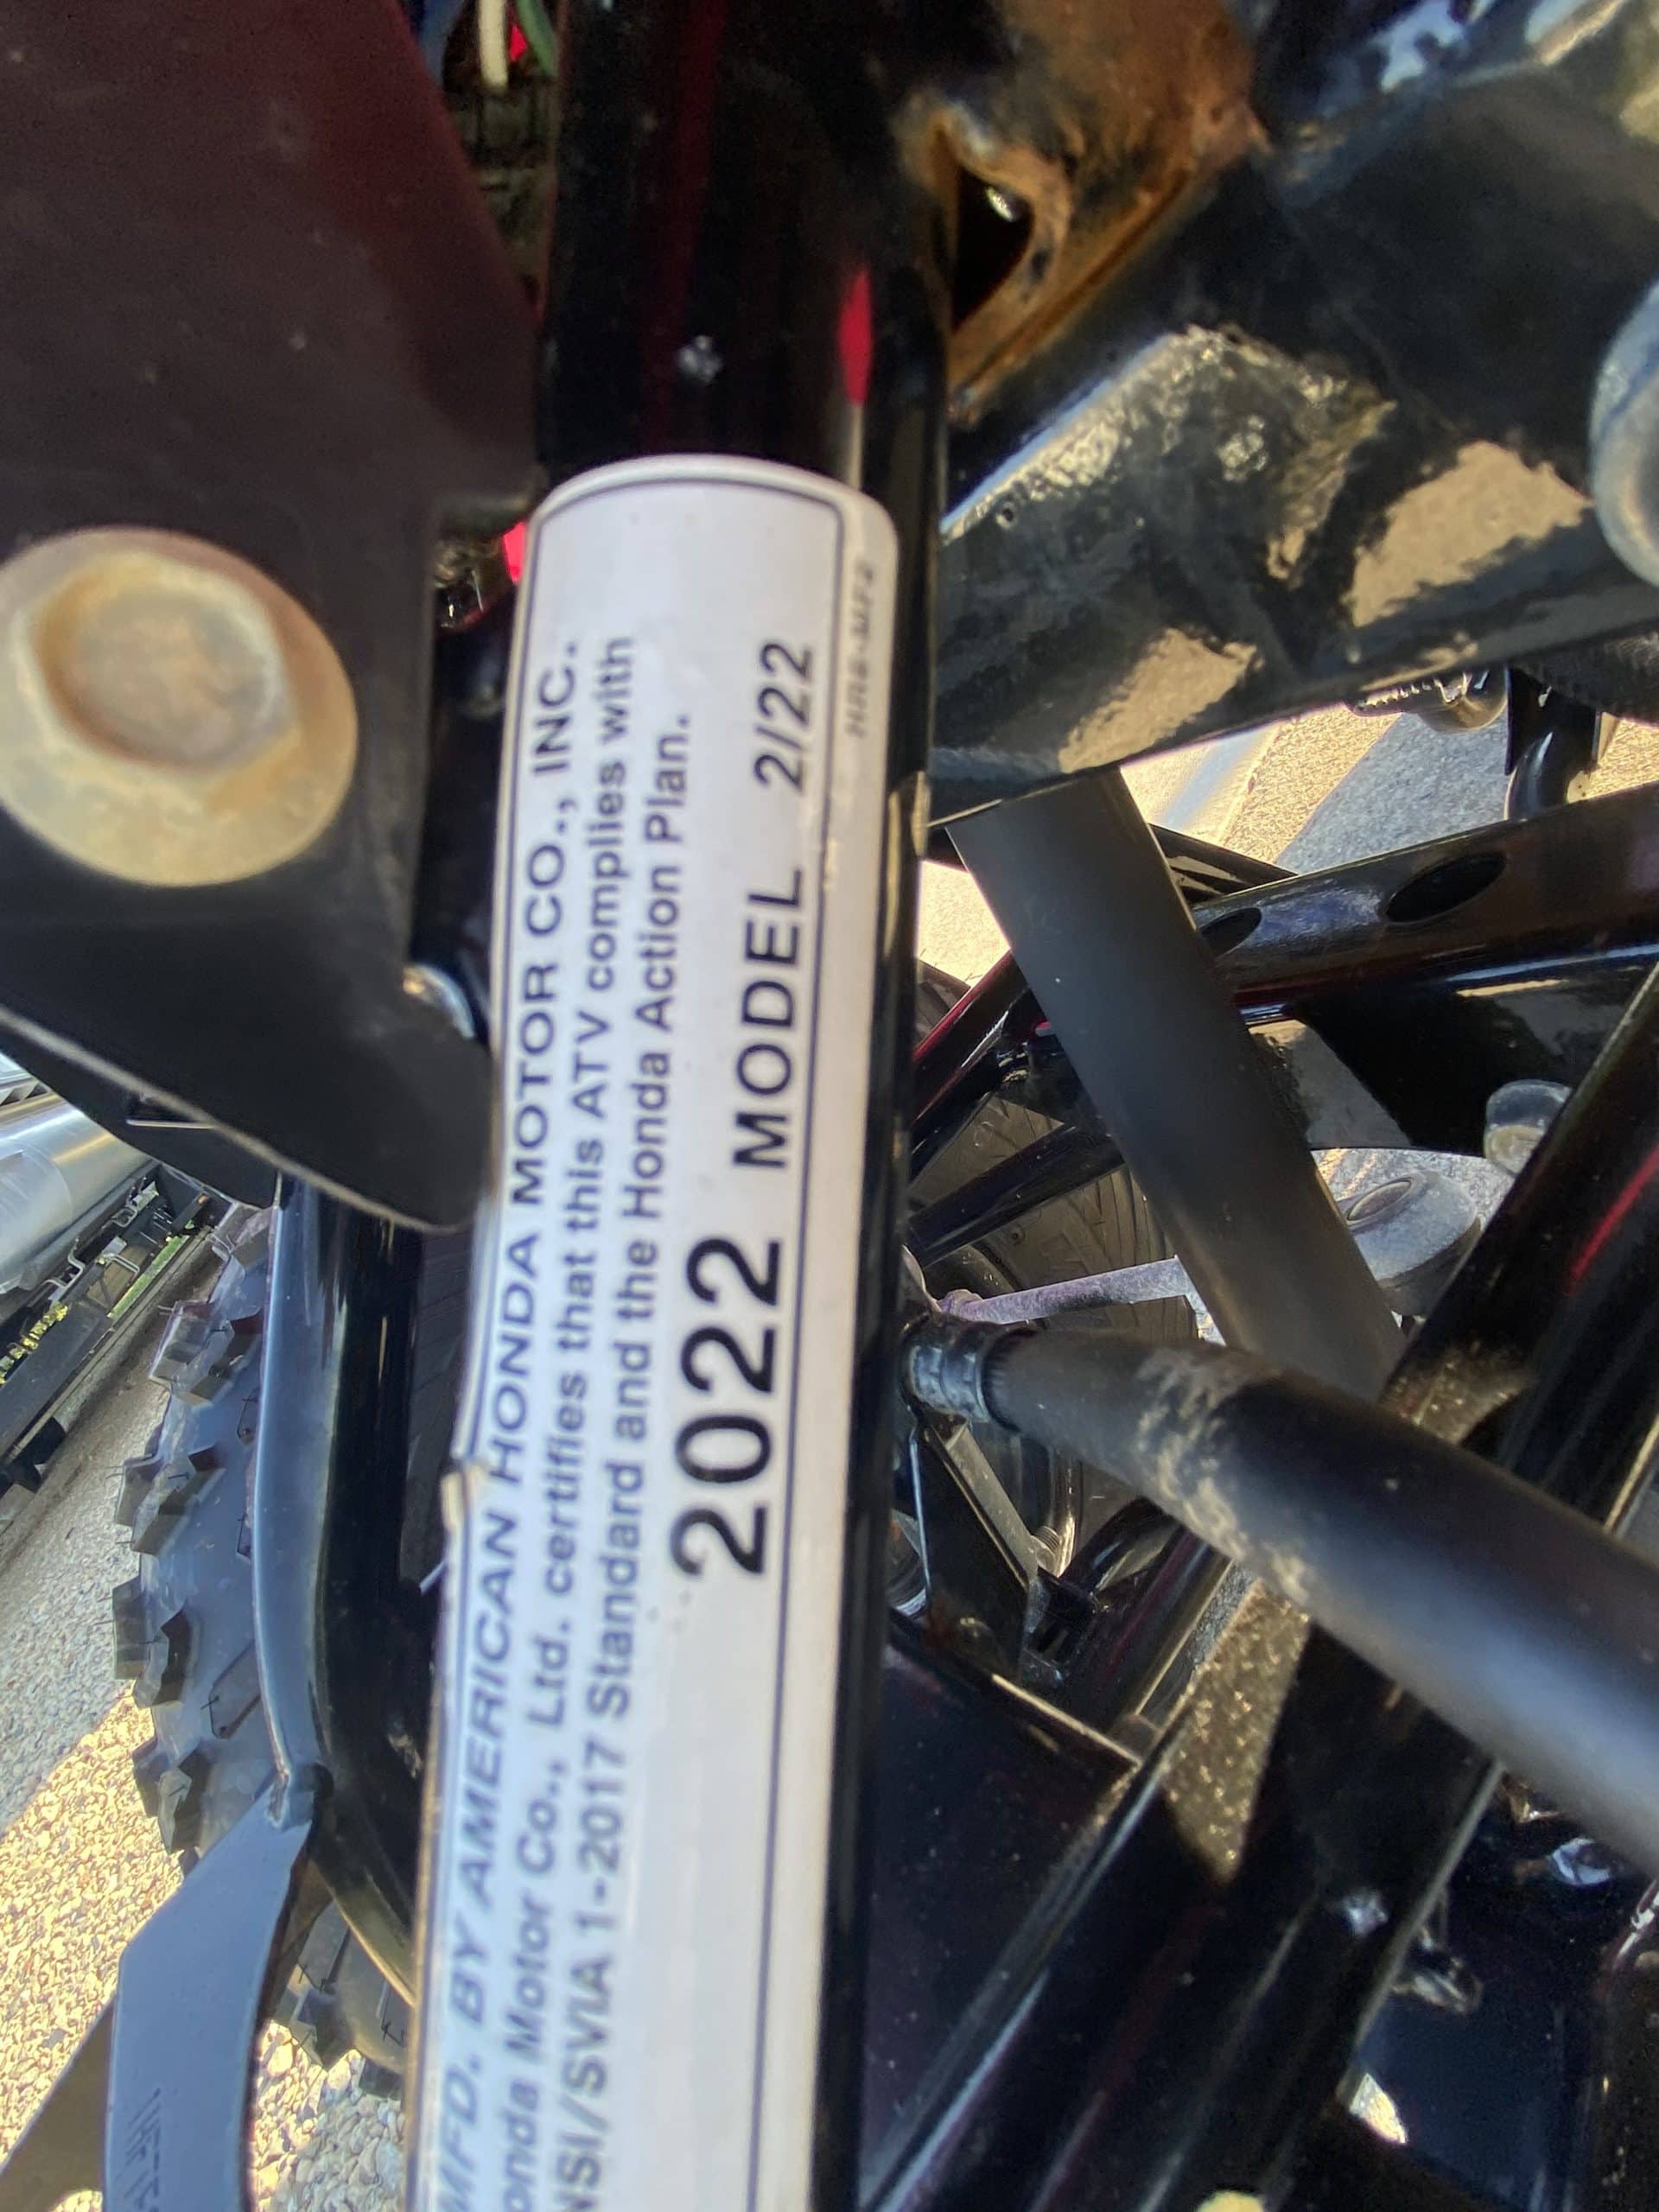 MFD. BY AMERICAN HONDA MOTOR CO., INC.
onda Motor Co., Ltd. certifies that this ATV complies with
NSI/SVIA 1-2017 Standard and the Honda Action Plan.
2022 MODEL 2/22